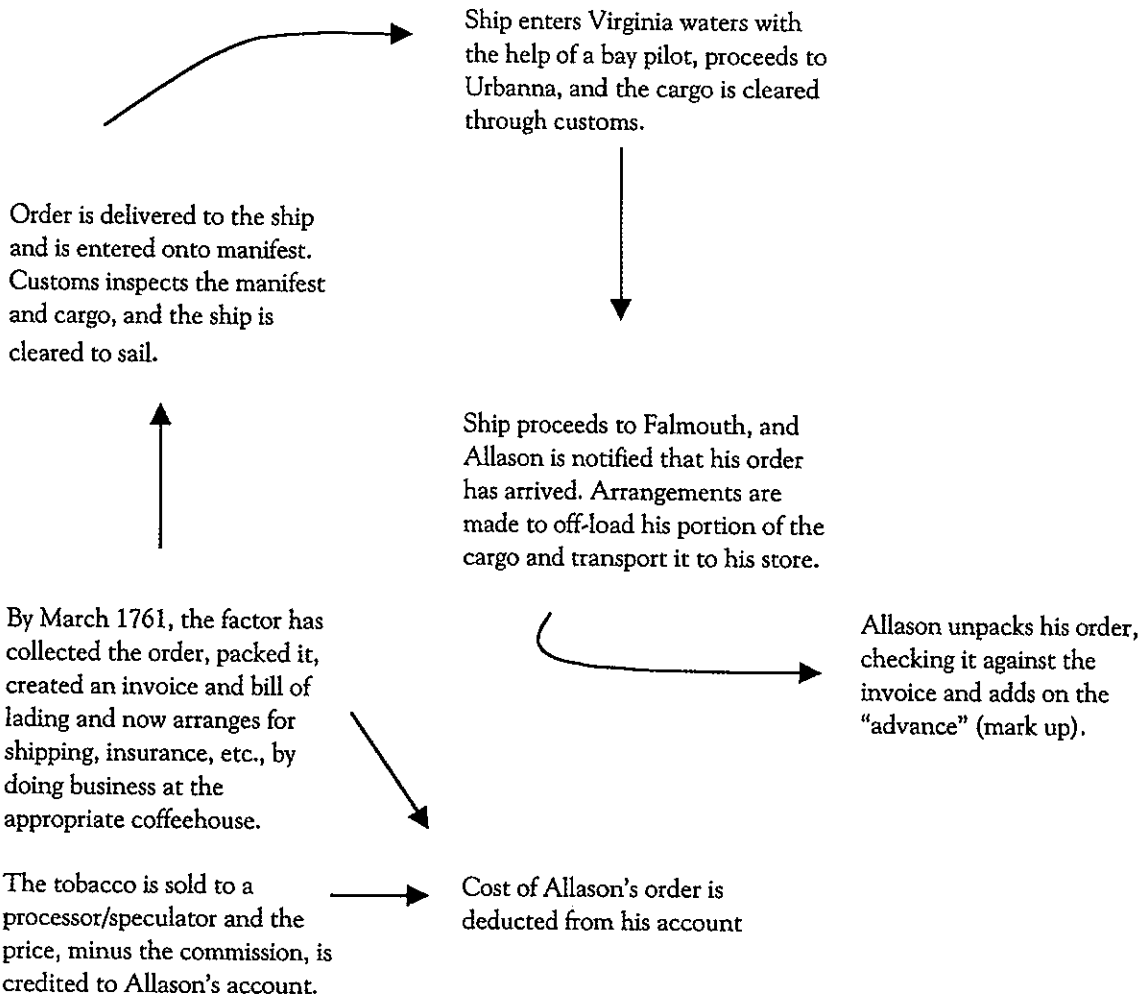 Ship enters Virginia waters with
the help of a bay pilot, proceeds to
Urbanna, and the cargo is cleared
through customs.
Order is delivered to the ship
and is entered onto manifest.
Customs inspects the manifest
and cargo, and the ship is
cleared to sail.
Ship proceeds to Falmouth, and
Allason is notified that his order
has arrived. Arrangements are
made to off-load his portion of the
cargo and transport it to his store.
By March 1761, the factor has
collected the order, packed it,
created an invoice and bill of
lading and now arranges for
shipping, insurance, etc., by
doing business at the
appropriate coffeehouse.
Allason unpacks his order,
checking it against the
invoice and adds on the
“advance” (mark up).
The tobacco is sold to a
processor/speculator and the
price, minus the commission, is
credited to Allason’s account.
Cost of Allason’s order is
deducted from his account